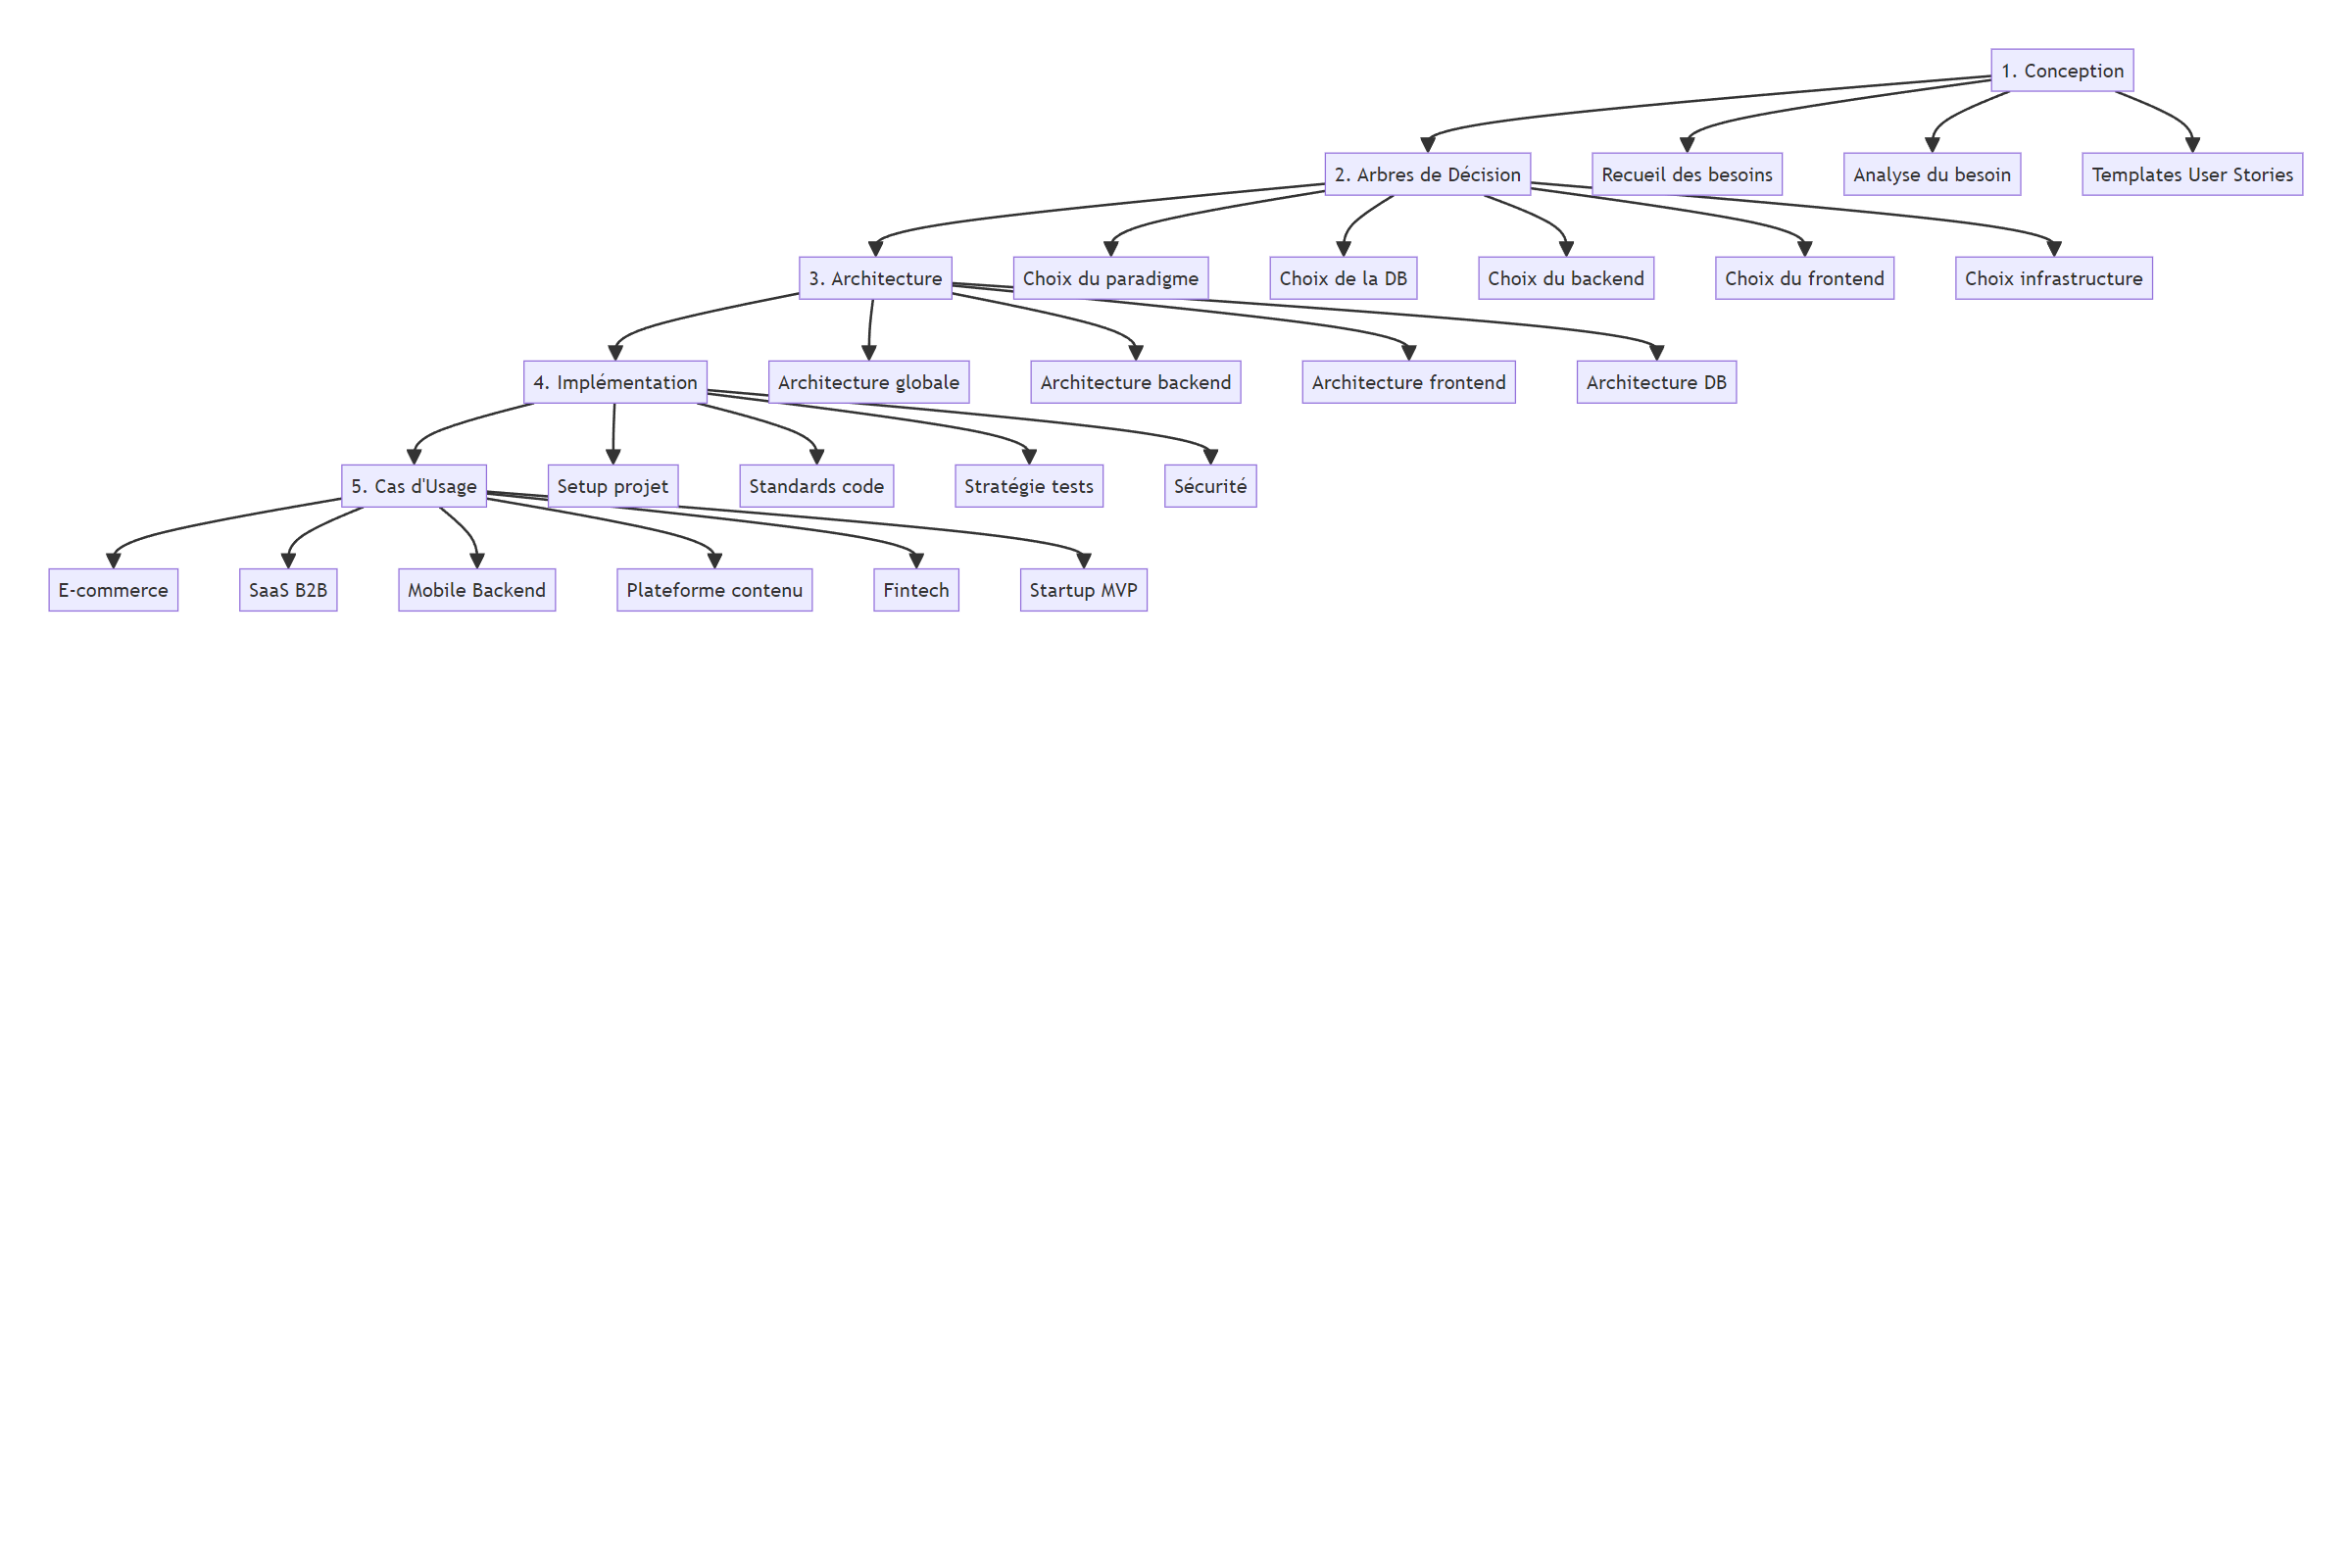 1. Conception
2. Arbres de Décision
Recueil des besoins
Analyse du besoin
Templates User Stories
3. Architecture
Choix du paradigme
Choix de la DB
Choix du backend
Choix du frontend
Choix infrastructure
4. Implémentation
Architecture globale
Architecture backend
Architecture frontend
Architecture DB
5. Cas d'Usage
Setup projet
Standards code
Stratégie tests
Sécurité
E-commerce
SaaS B2B
Mobile Backend
Plateforme contenu
Fintech
Startup MVP